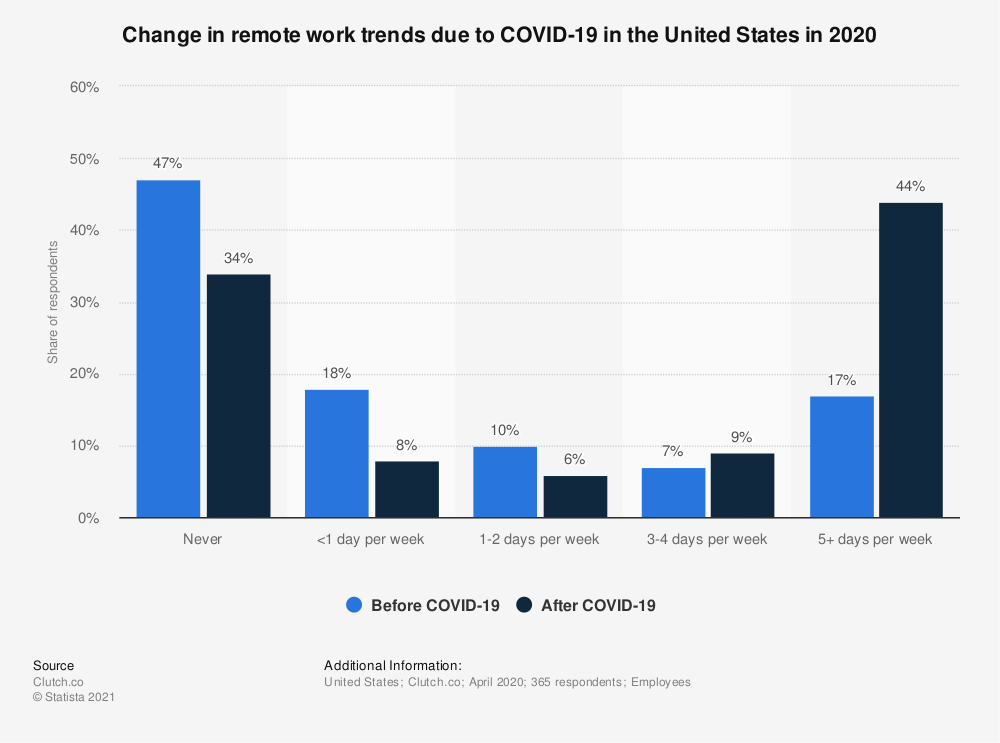 Change in remote work trends due to COVID-19 in the United States in 2020
60%
50%
40%
30%
20%
10%
0%
Share of respondents
47%
34%
18%
8%
10%
6%
7%
9%
17%
44%
Never
<1 day per week
1-2 days per week
3-4 days per week
5+ days per week
Before COVID-19
After COVID-19
Source
Clutch.co
© Statista 2021
Additional Information:
United States; Clutch.co; April 2020; 365 respondents; Employees